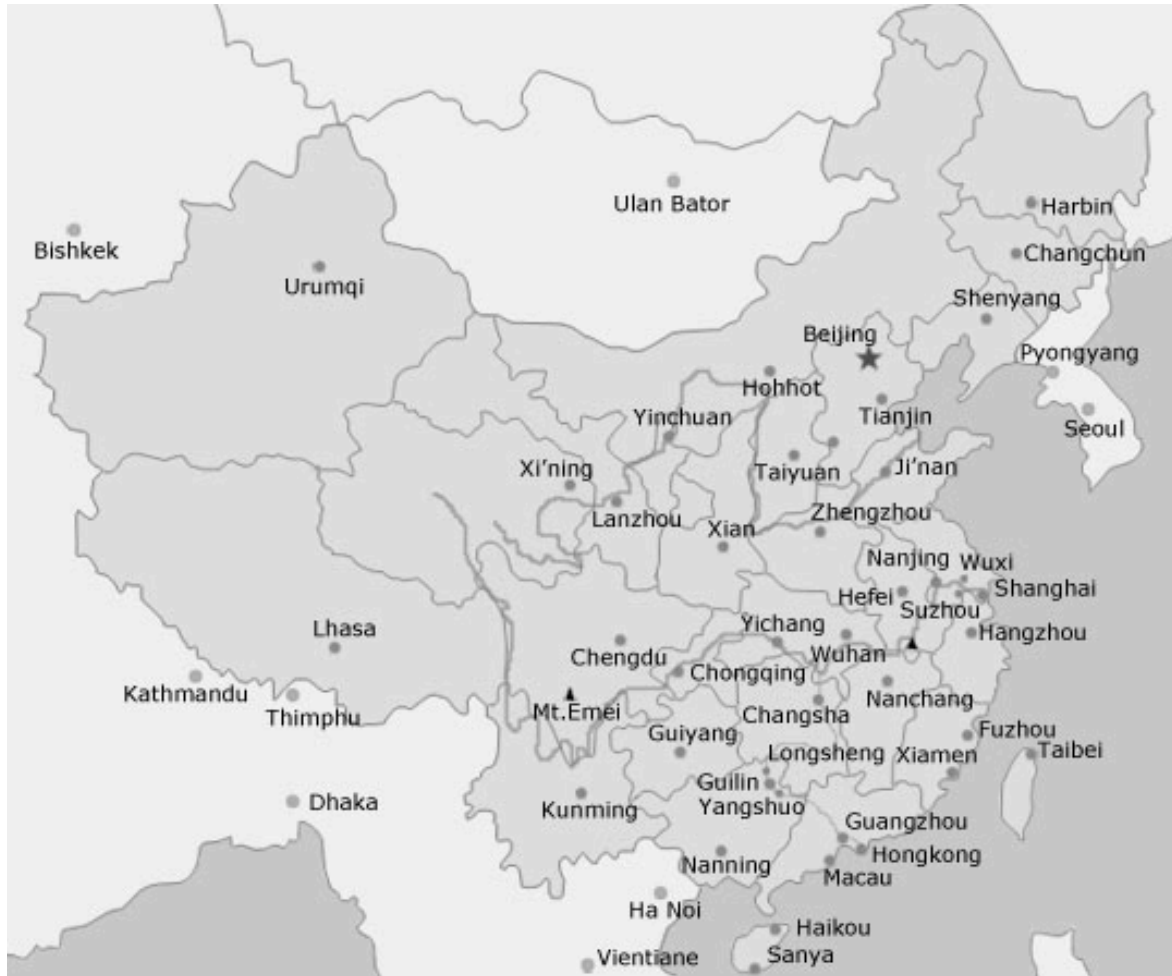 Ulan Bator
Harbin
Bishkek
Changchun
Urumqi
Shenyang
Beijing
Pyongyang
Hohhot
Tianjin
Yinchuan
Seoul
Xi'ning
Taiyuan
Ji'nan
Lanzhou
Zhengzhou
Xian
Nanjing
Wuxi
Hefei
Shanghai
Suzhou
Lhasa
Yichang
Hangzhou
Chengdu
Wuhan
Chongqing
Kathmandu
Nanchang
Thimphu
Mt.Emei
Changsha
Guiyang
Fuzhou
Longsheng
Xiamen
Taibei
Guilin
Dhaka
Kunming
Yangshuo
Guangzhou
Nanning
Hongkong
Macau
Ha Noi
Haikou
Vientiane
Sanya